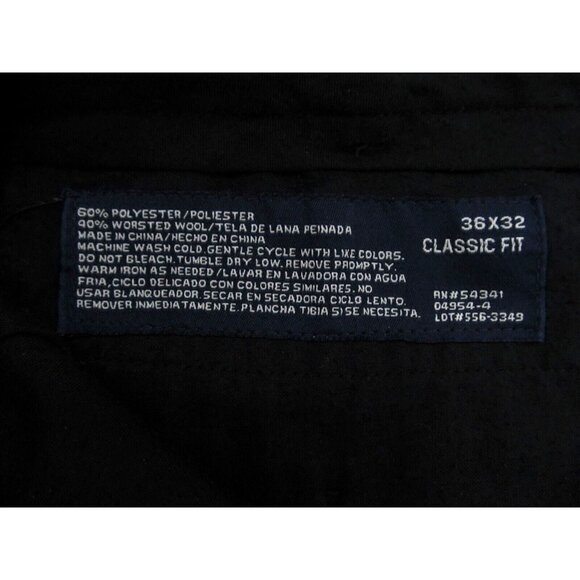 60% POLYESTER/POLIESTER
40% WORSTED WOOL/TELA DE LANA PEINADA
MADE IN CHINA/HECHO EN CHINA
MACHINE WASH COLD. GENTLE CYCLE WITH LIKE COLORS.
DO NOT BLEACH. TUMBLE DRY LOW. REMOVE PROMPTLY.
WARM IRON AS NEEDED/LAVAR EN LAVADORA CON AGUA
FRIA, CICLO DELICADO CON COLORES SIMILARES. NO
USAR BLANQUEADOR. SECAR EN SECADORA CICLO LENTO.
REMOVER INMEDIATAMENTE. PLANCHA TIBIA SI SE NECESITA.
36X32
CLASSIC FIT
RN#54341
04954-4
LOT#556-3349